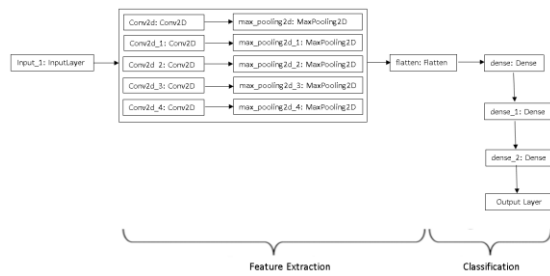 Conv2d: Conv2D
max_pooling2d: MaxPooling2D
Conv2d_1: Conv2D
max_pooling2d_1: MaxPooling2D
Input_1: InputLayer
Conv2d_2: Conv2D
max_pooling2d_2: MaxPooling2D
flatten: Flatten
dense: Dense
Conv2d_3: Conv2D
max_pooling2d_3: MaxPooling2D
Conv2d_4: Conv2D
max_pooling2d_4: MaxPooling2D
dense_1: Dense
dense_2: Dense
Output Layer
Feature Extraction
Classification